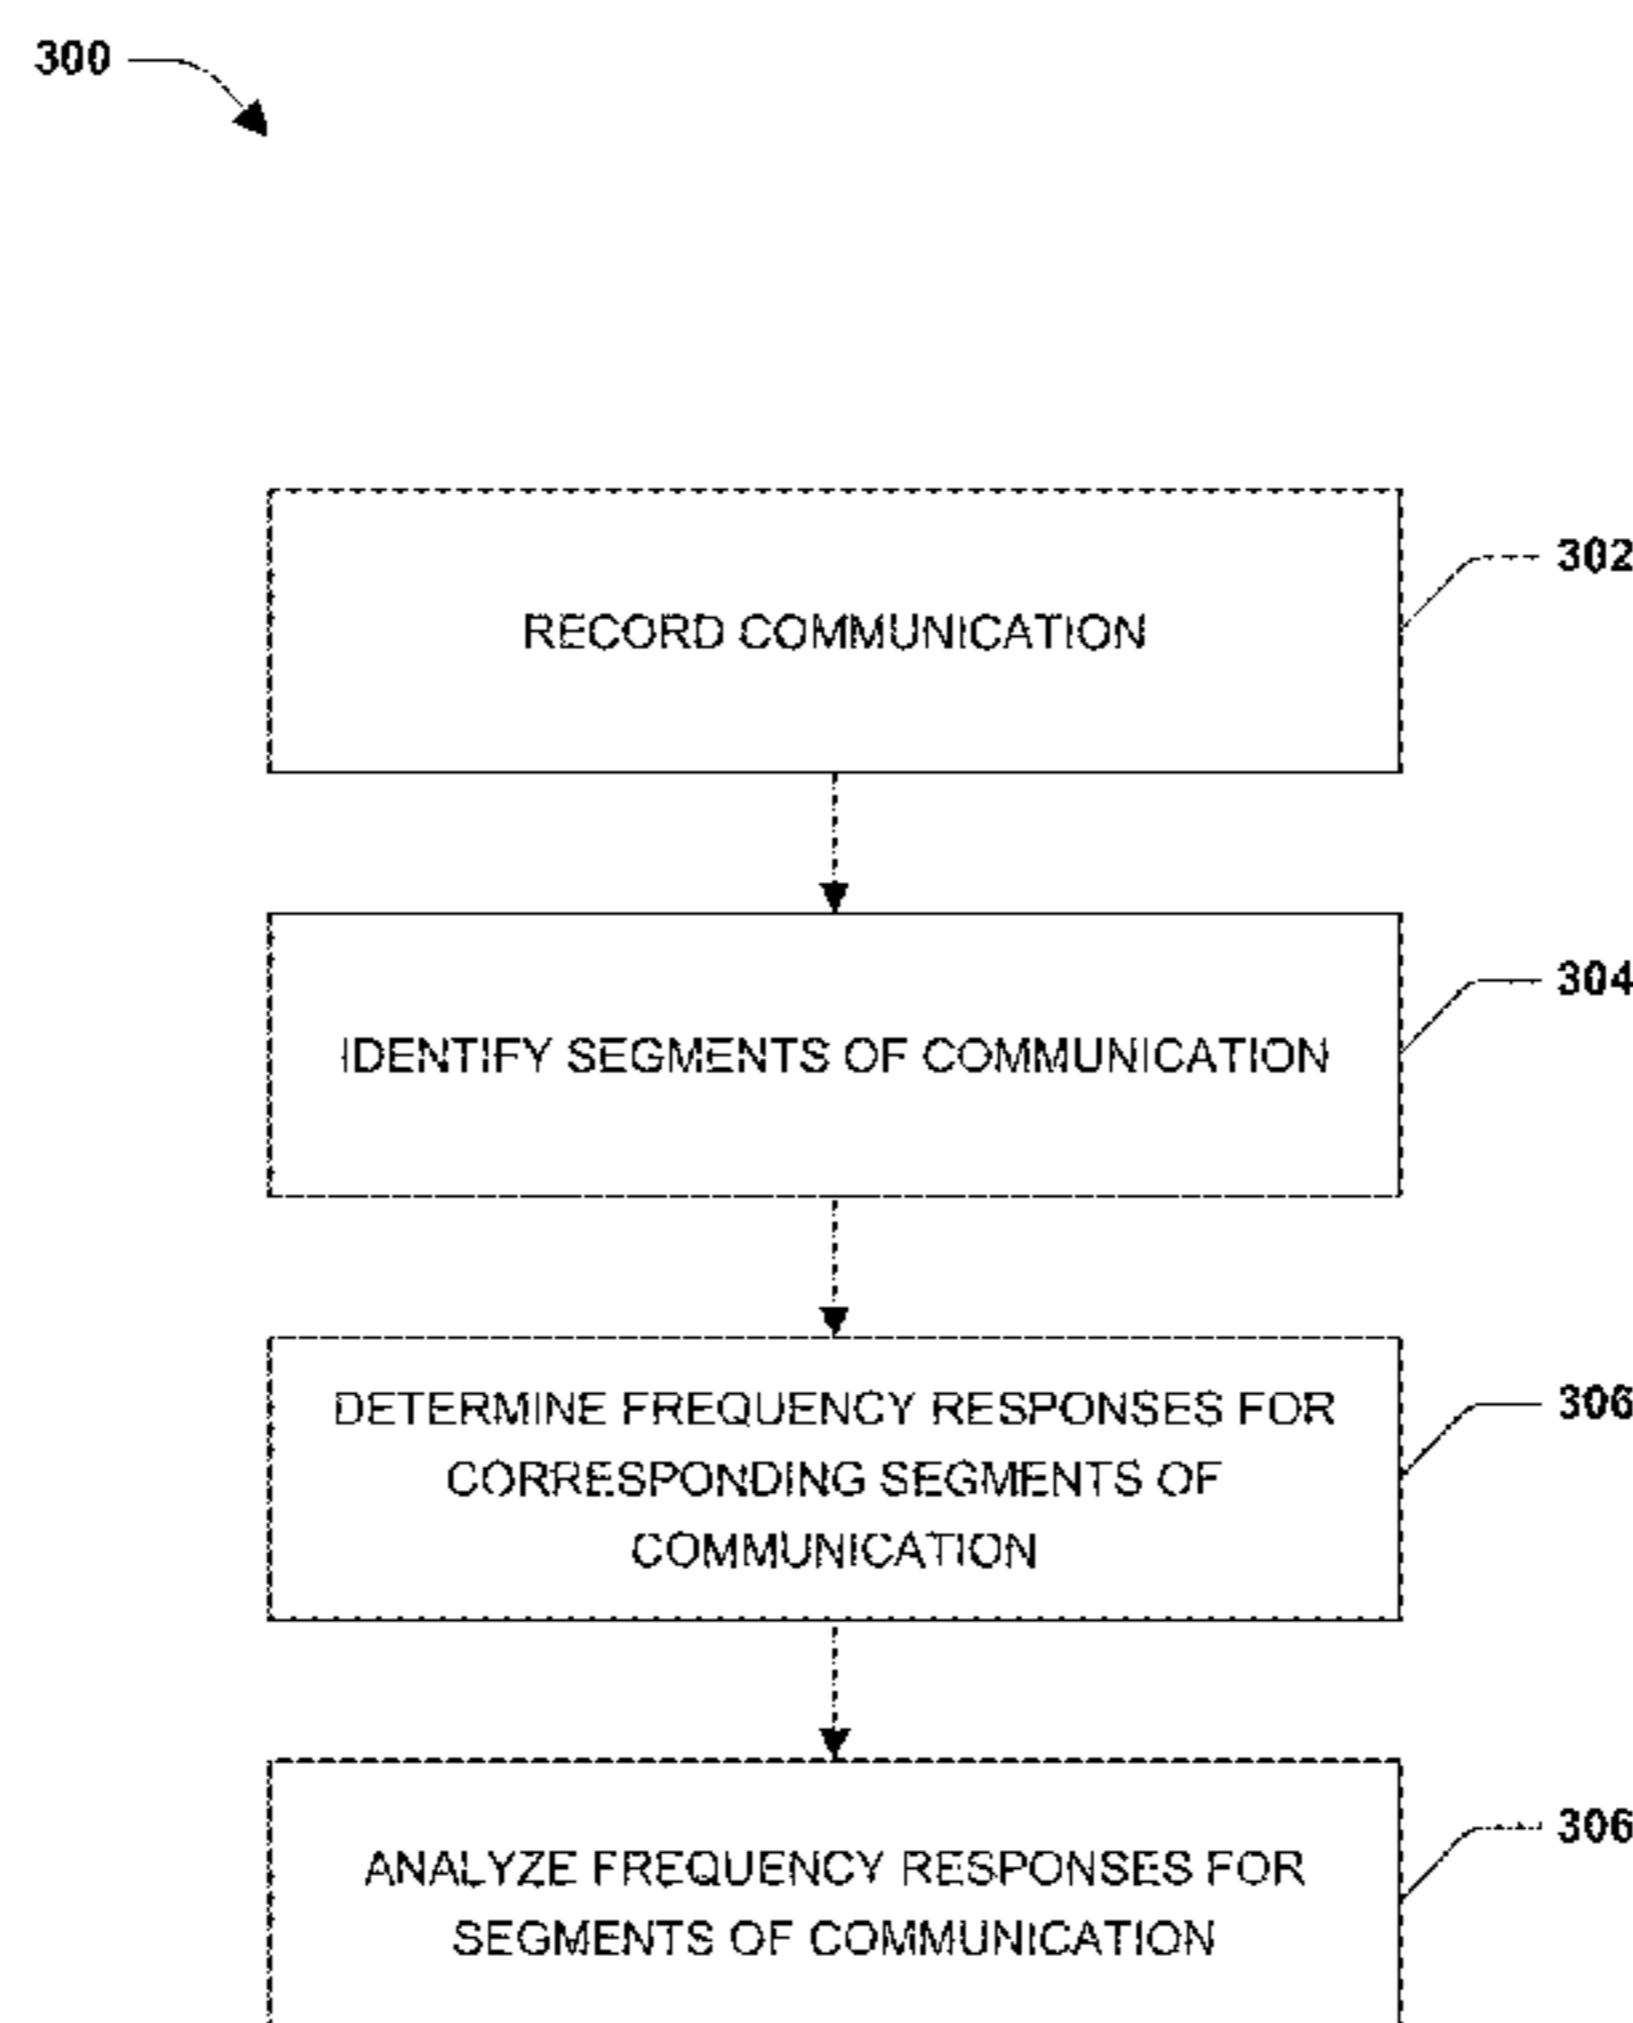 300
RECORD COMMUNICATION
302
IDENTIFY SEGMENTS OF COMMUNICATION
304
DETERMINE FREQUENCY RESPONSES FOR
CORRESPONDING SEGMENTS OF
COMMUNICATION
306
ANALYZE FREQUENCY RESPONSES FOR
SEGMENTS OF COMMUNICATION
306